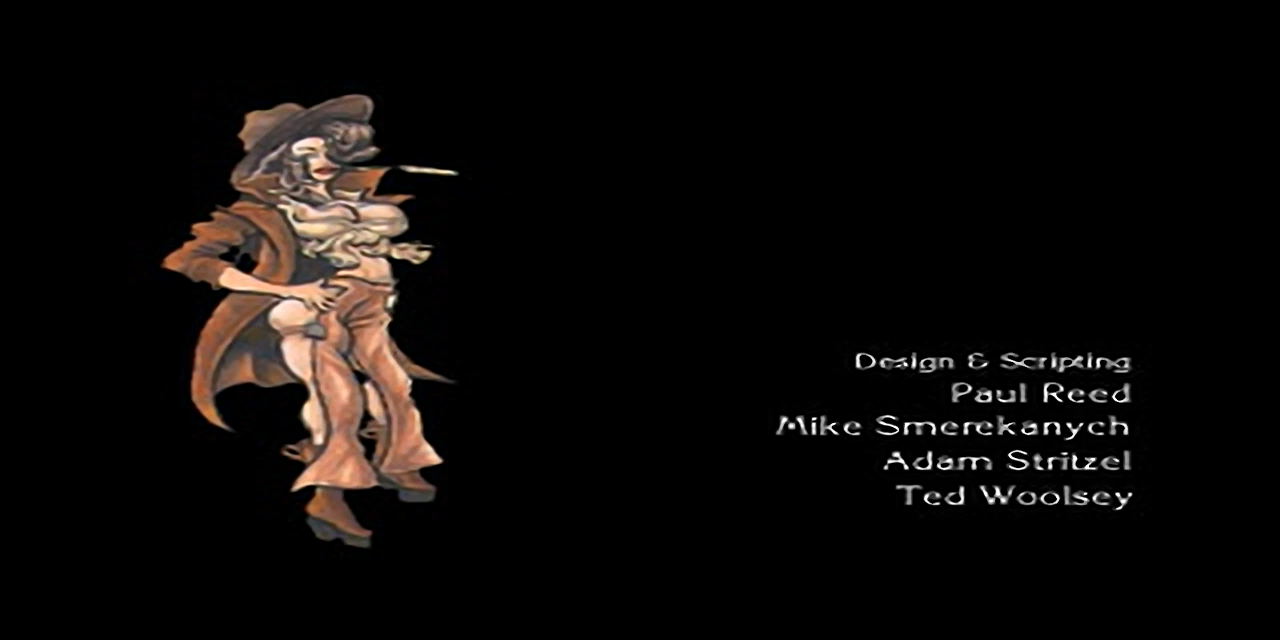 Design & Scripting
Paul Reed
Mike Smerekanych
Adam Stritzel
Ted Woolsey